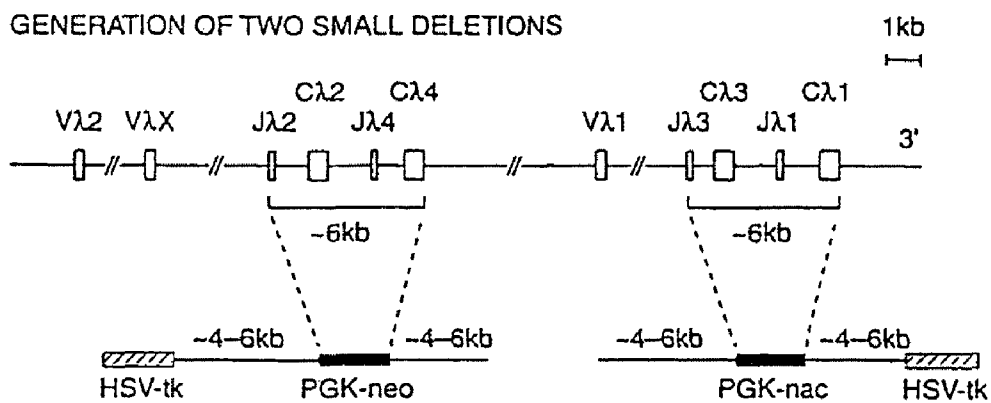 GENERATION OF TWO SMALL DELETIONS
1kb
Vλ2 VλX Jλ2 Cλ2 Jλ4 Cλ4 Vλ1 Jλ3 Cλ3 Jλ1 Cλ1 3'
~6kb ~6kb
~4–6kb ~4–6kb ~4–6kb ~4–6kb
HSV-tk PGK-neo PGK-nac HSV-tk